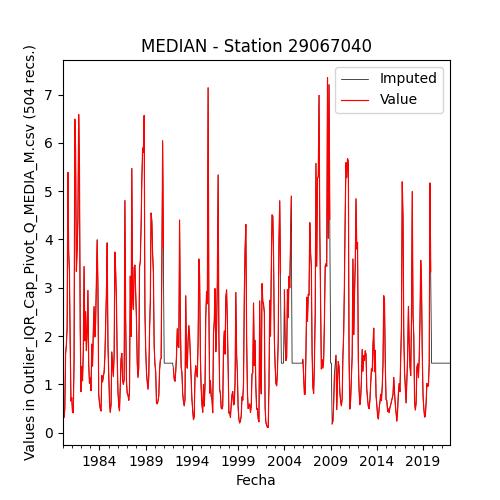 MEDIAN - Station 29067040
Values in Outlier_IQR_Cap_Pivot_Q_MEDIA_M.csv (504 recs.)
Imputed
Value
7
6
5
4
3
2
1
0
1984 1989 1994 1999 2004 2009 2014 2019
Fecha